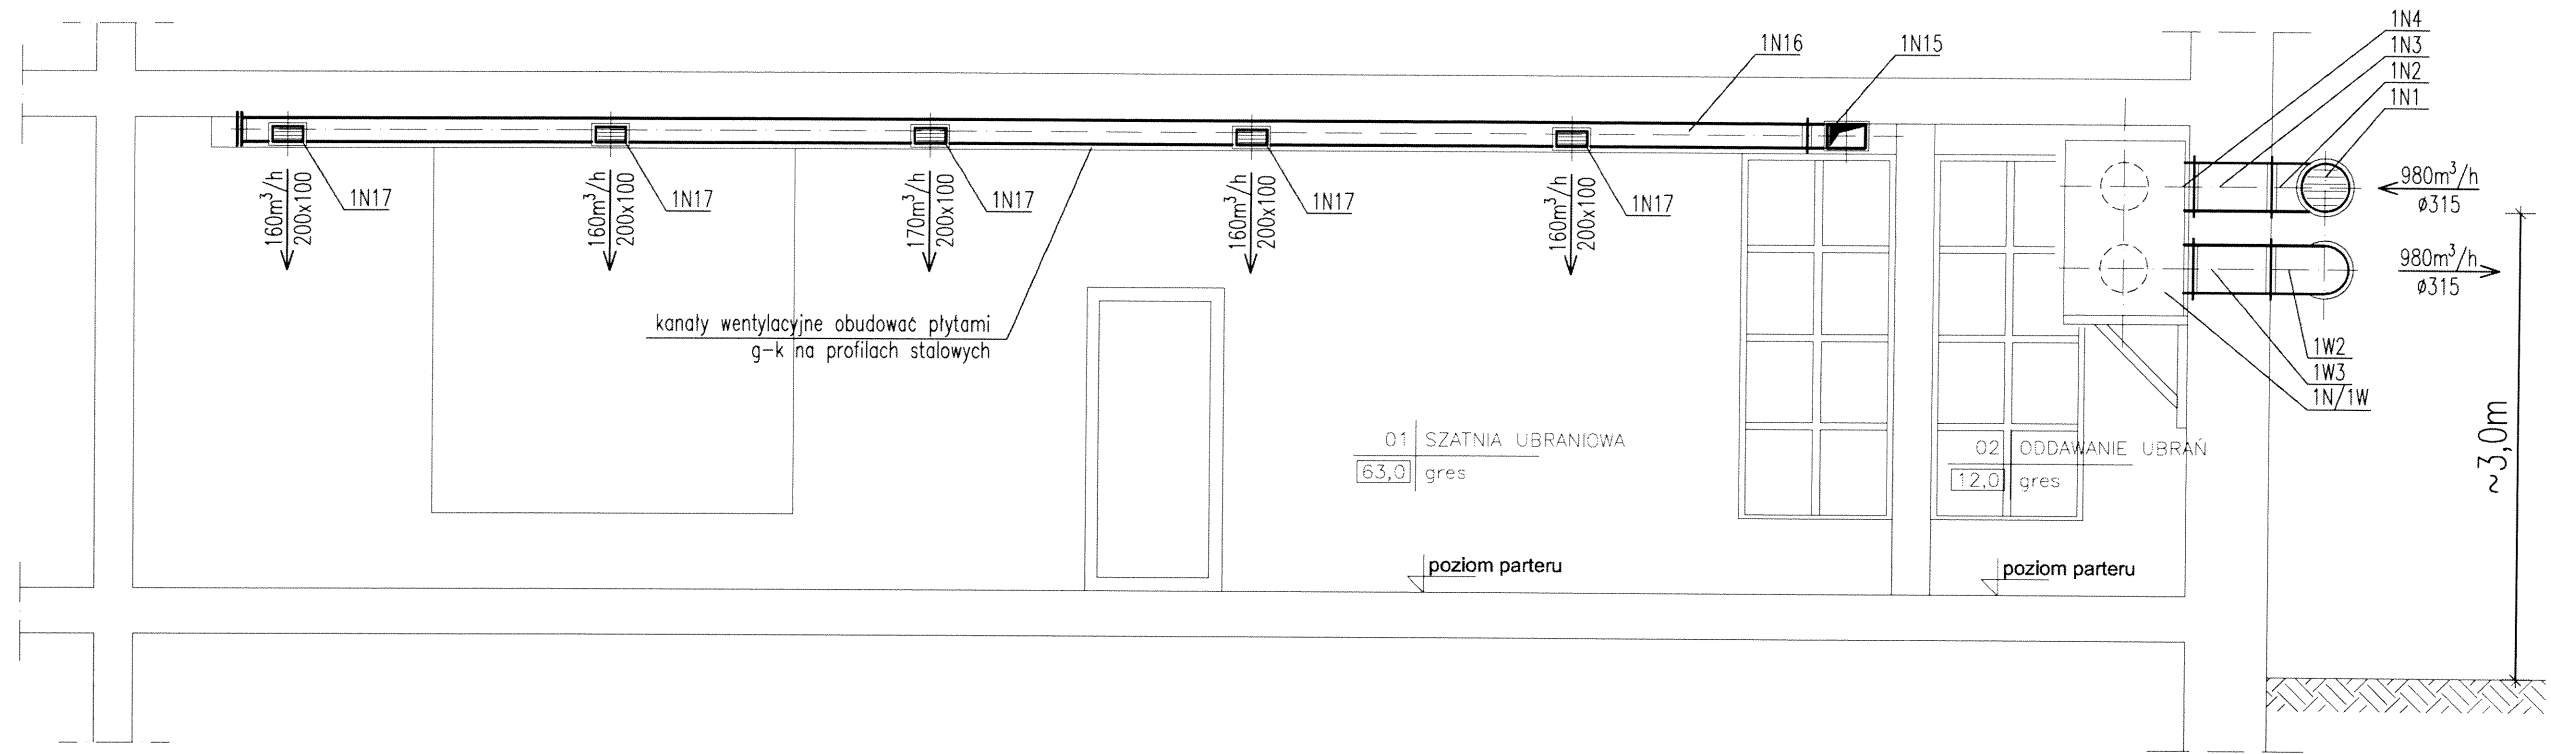 1N4
1N3
1N2
1N1
1N16
1N15
980m³/h
ø315
980m³/h
ø315
160m³/h
200x100
1N17
160m³/h
200x100
1N17
170m³/h
200x100
1N17
160m³/h
200x100
1N17
160m³/h
200x100
1N17
kanały wentylacyjne obudować płytami
g-k na profilach stalowych
1W2
1W3
1N/1W
~3,0m
01 SZATNIA UBRANIOWA
63,0 gres
02 ODDAWANIE UBRAŃ
12,0 gres
poziom parteru
poziom parteru